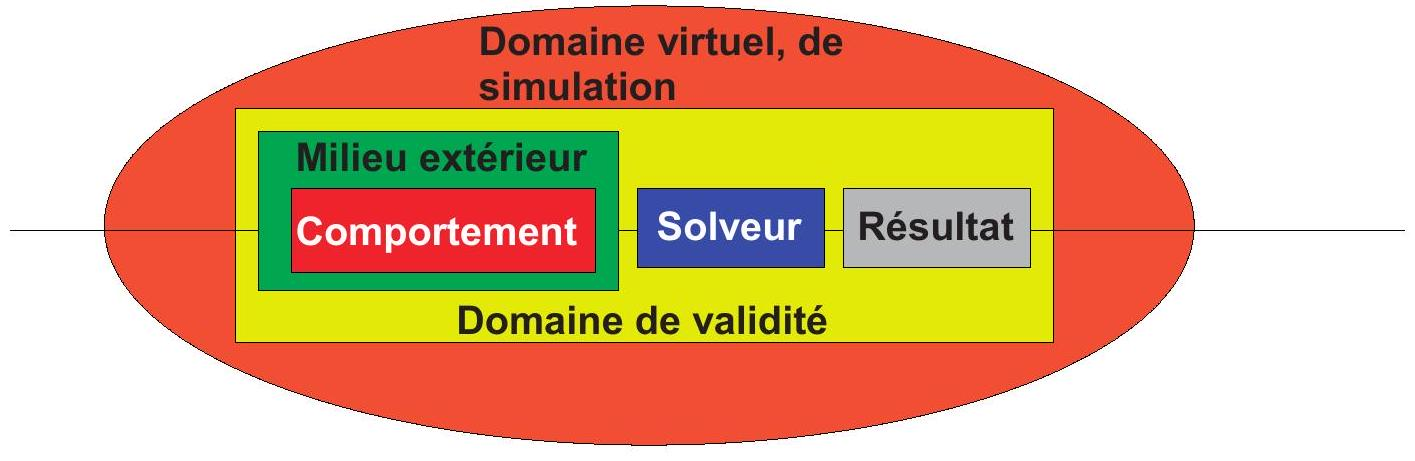 Domaine virtuel, de
simulation
Milieu extérieur
Comportement
Solveur
Résultat
Domaine de validité